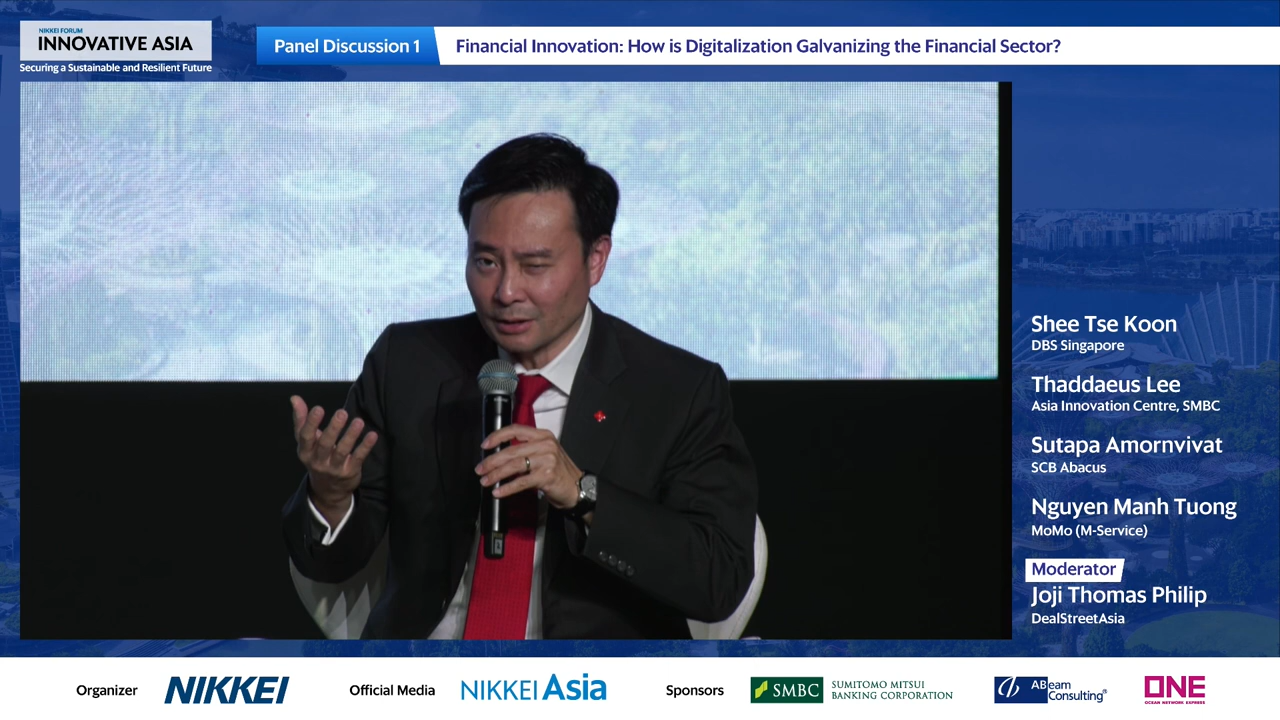 NIKKEI FORUM
INNOVATIVE ASIA
Securing a Sustainable and Resilient Future
Panel Discussion 1
Financial Innovation: How is Digitalization Galvanizing the Financial Sector?
Shee Tse Koon
DBS Singapore
Thaddaeus Lee
Asia Innovation Centre, SMBC
Sutapa Amornvivat
SCB Abacus
Nguyen Manh Tuong
MoMo (M-Service)
Moderator
Joji Thomas Philip
DealStreetAsia
Organizer
NIKKEI
Official Media
NIKKEI Asia
Sponsors
SMBC
SUMITOMO MITSUI
BANKING CORPORATION
ABeam
Consulting®
ONE
OCEAN NETWORK EXPRESS